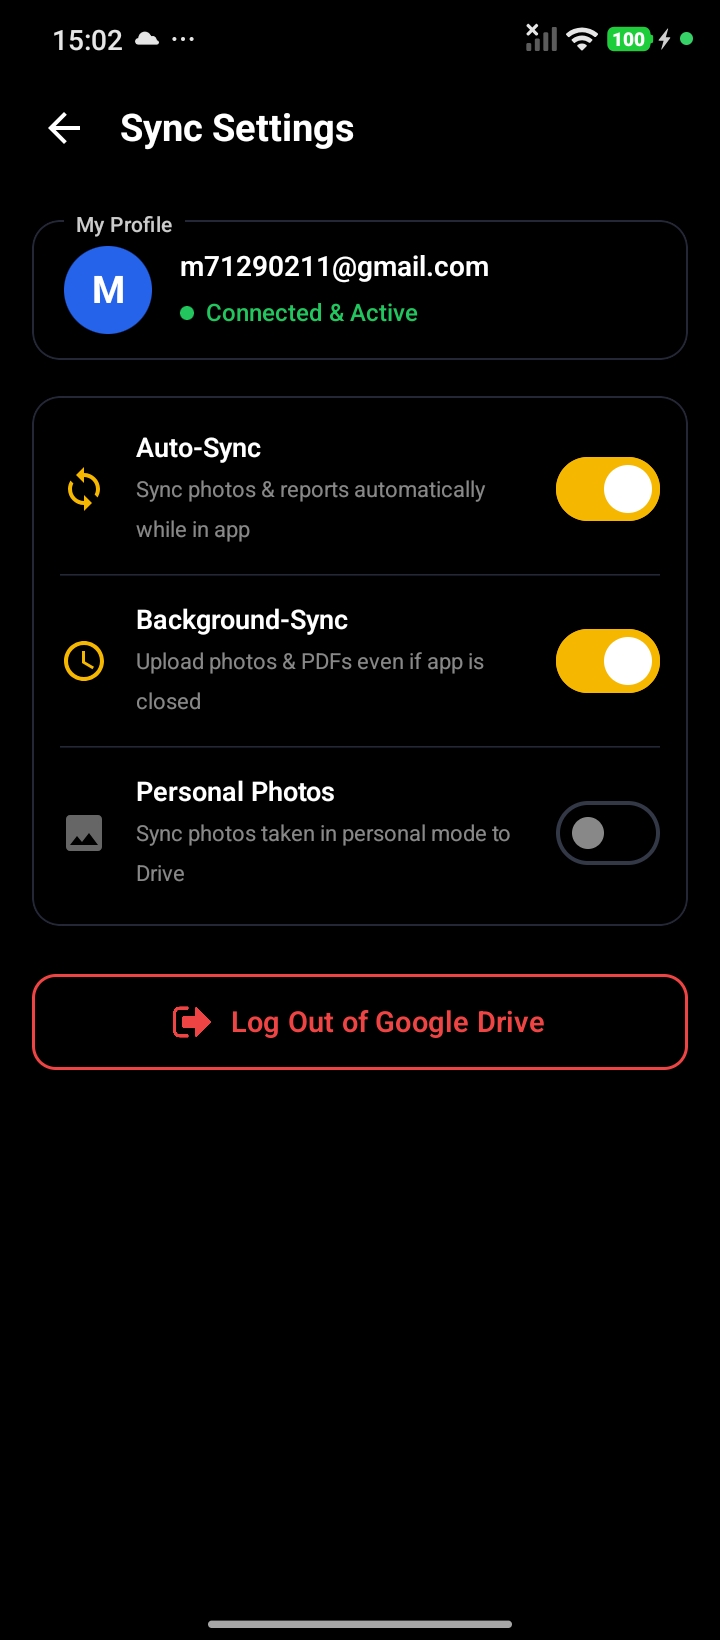 15:02
100
Sync Settings
My Profile
M
m71290211@gmail.com
Connected & Active
Auto-Sync
Sync photos & reports automatically
while in app
Background-Sync
Upload photos & PDFs even if app is
closed
Personal Photos
Sync photos taken in personal mode to
Drive
Log Out of Google Drive